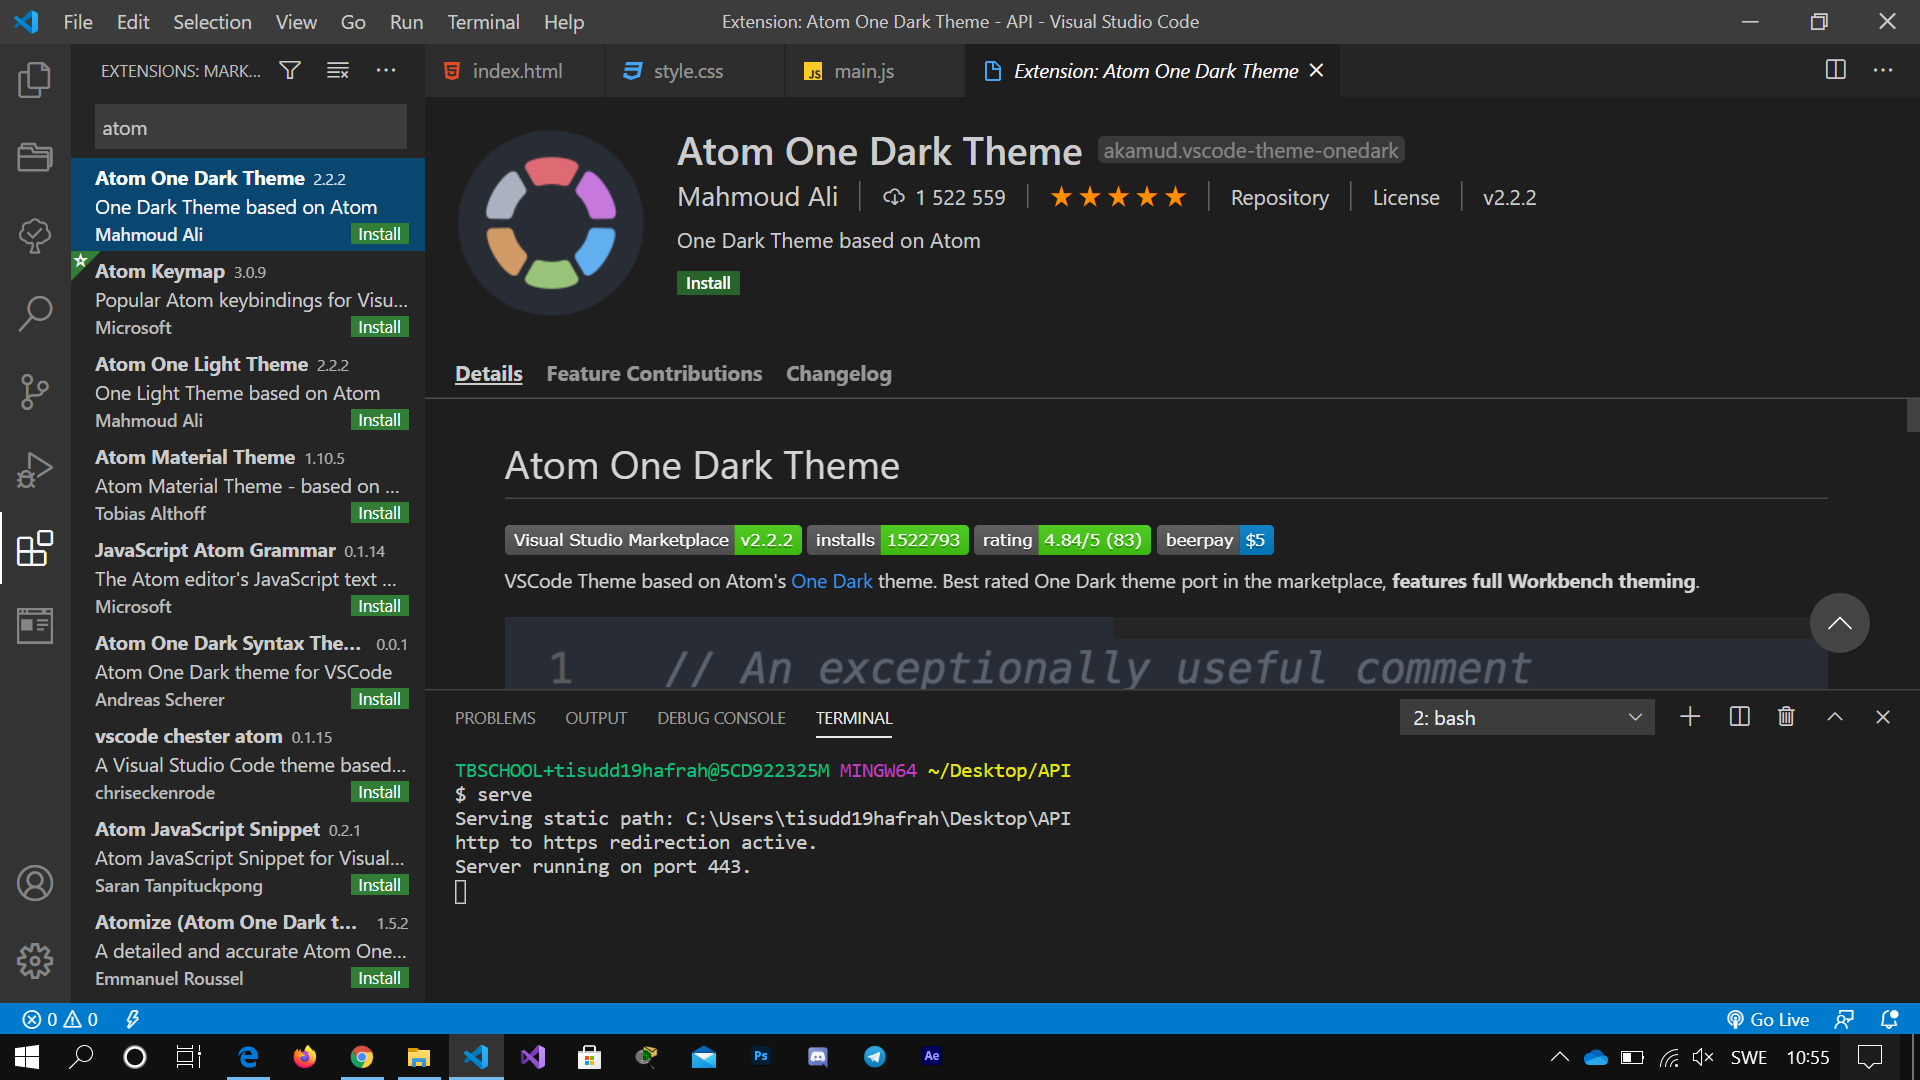 File Edit Selection View Go Run Terminal Help
Extension: Atom One Dark Theme - API - Visual Studio Code
EXTENSIONS: MARK...
index.html
style.css
JS main.js
Extension: Atom One Dark Theme
atom
Atom One Dark Theme 2.2.2
One Dark Theme based on Atom
Mahmoud Ali Install
Atom Keymap 3.0.9
Popular Atom keybindings for Visu...
Microsoft Install
Atom One Light Theme 2.2.2
One Light Theme based on Atom
Mahmoud Ali Install
Atom Material Theme 1.10.5
Atom Material Theme - based on ...
Tobias Althoff Install
JavaScript Atom Grammar 0.1.14
The Atom editor's JavaScript text ...
Microsoft Install
Atom One Dark Syntax The... 0.0.1
Atom One Dark theme for VSCode
Andreas Scherer Install
vscode chester atom 0.1.15
A Visual Studio Code theme based...
chriseckenrode Install
Atom JavaScript Snippet 0.2.1
Atom JavaScript Snippet for Visual...
Saran Tanpituckpong Install
Atomize (Atom One Dark t... 1.5.2
A detailed and accurate Atom One...
Emmanuel Roussel Install
Atom One Dark Theme akamud.vscode-theme-onedark
Mahmoud Ali 1 522 559 Repository License v2.2.2
One Dark Theme based on Atom
Install
Details Feature Contributions Changelog
Atom One Dark Theme
Visual Studio Marketplace v2.2.2 installs 1522793 rating 4.84/5 (83) beerpay $5
VSCode Theme based on Atom's One Dark theme. Best rated One Dark theme port in the marketplace, features full Workbench theming.
1 // An exceptionally useful comment
PROBLEMS OUTPUT DEBUG CONSOLE TERMINAL 2: bash
TBSCHOOL+tisudd19hafrah@5CD922325M MINGW64 ~/Desktop/API
$ serve
Serving static path: C:\Users\tisudd19hafrah\Desktop\API
http to https redirection active.
Server running on port 443.
0 0 Go Live
Ps Ae SWE 10:55